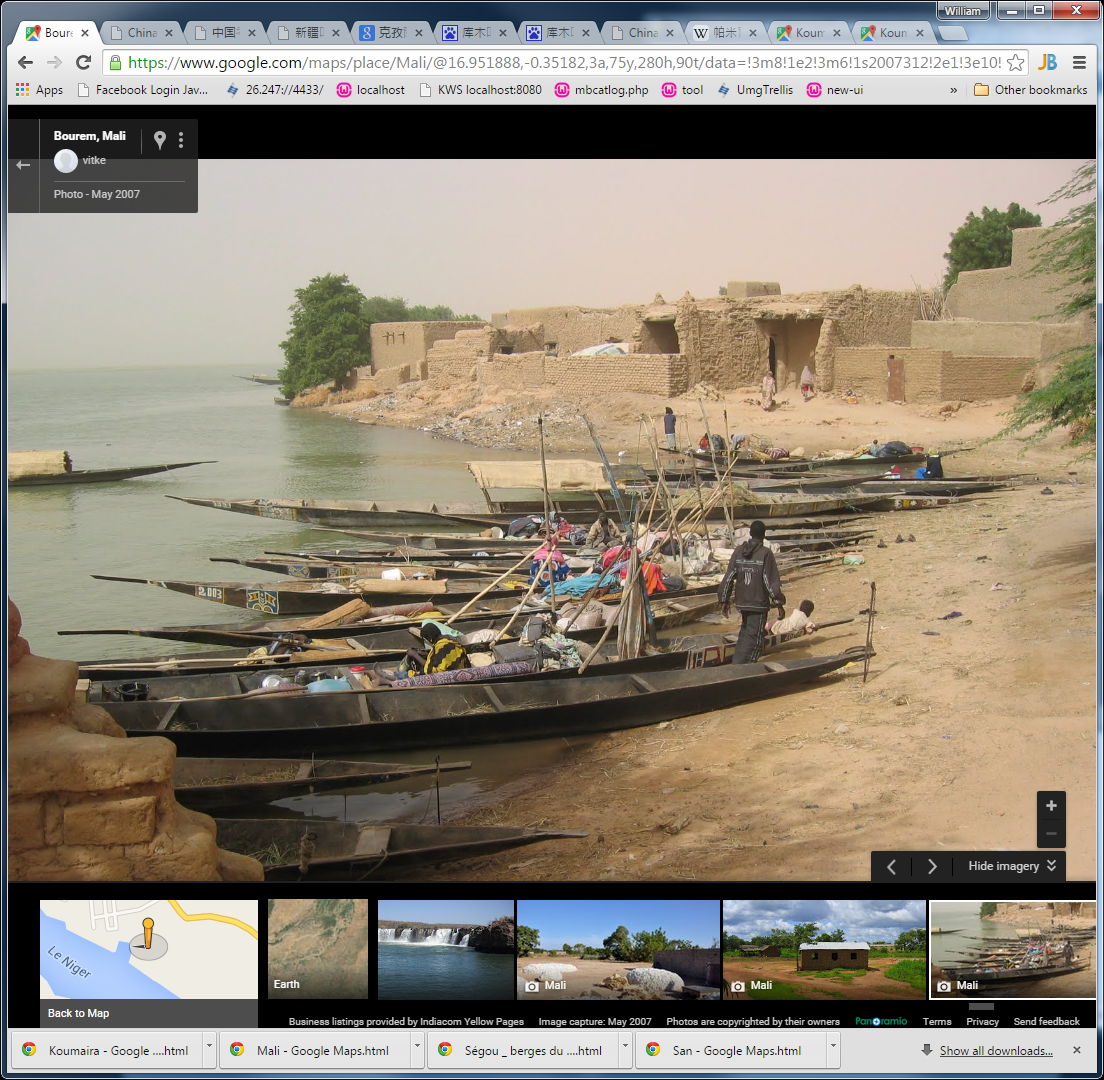 William
Boure
China
中国
新疆
克孜
库木
库木
China
帕米
Koum
Koum
https://www.google.com/maps/place/Mali/@16.951888,-0.35182,3a,75y,280h,90t/data=!3m8!1e2!3m6!1s2007312!2e1!3e10!
Apps
Facebook Login Jav...
26.247:/4433/
localhost
KWS localhost:8080
mbcatlog.php
tool
UmgTrellis
new-ui
»
Other bookmarks
Bourem, Mali
vitke
Photo - May 2007
2,003
Hide imagery
Le Niger
Back to Map
Earth
Mali
Mali
Mali
Business listings provided by Indiacom Yellow Pages
Image capture: May 2007
Photos are copyrighted by their owners
Panoramio
Terms
Privacy
Send feedback
Koumaira - Google ....html
Mali - Google Maps.html
Ségou _ berges du ....html
San - Google Maps.html
Show all downloads...